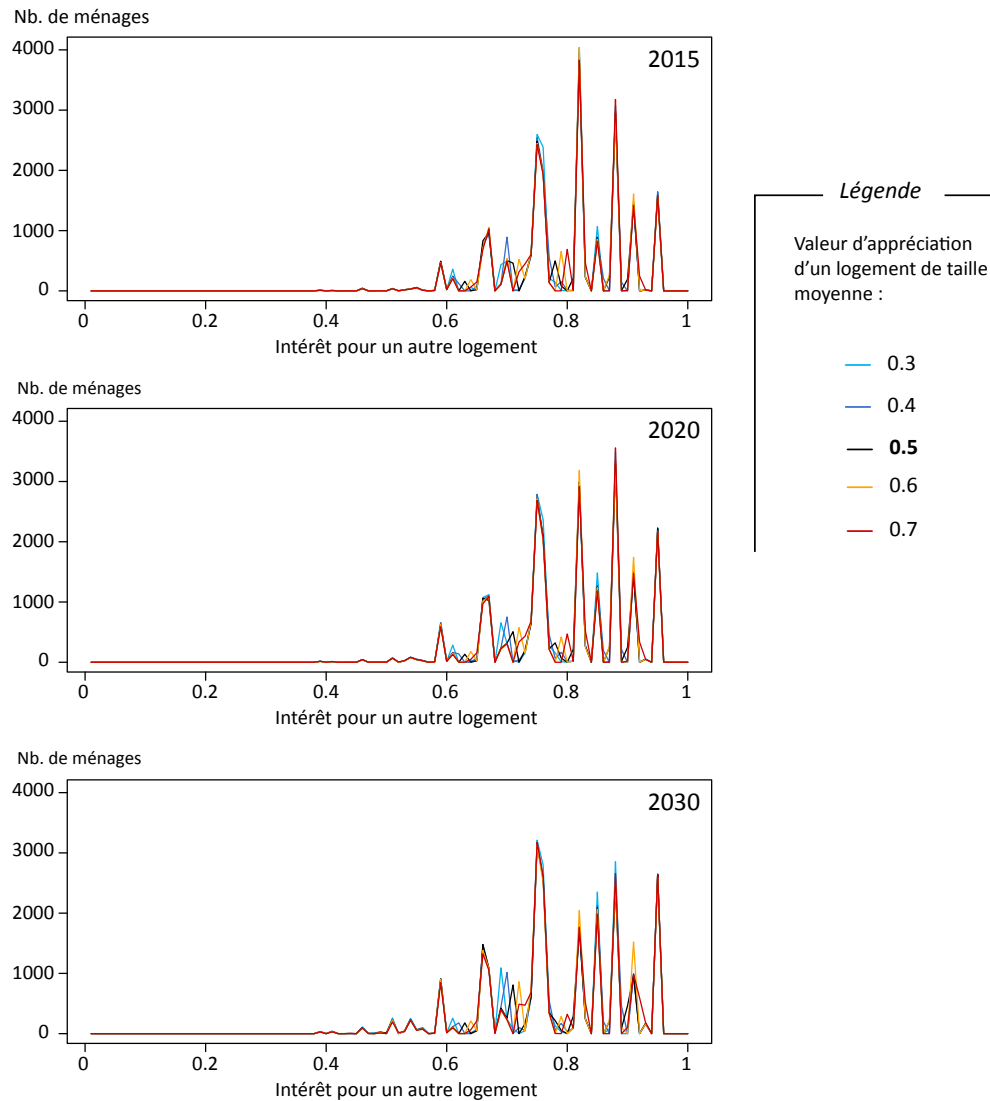 Nb. de ménages
2015
4000
3000
2000
1000
0
0 0.2 0.4 0.6 0.8 1
Intérêt pour un autre logement
Nb. de ménages
2020
4000
3000
2000
1000
0
0 0.2 0.4 0.6 0.8 1
Intérêt pour un autre logement
Nb. de ménages
2030
4000
3000
2000
1000
0
0 0.2 0.4 0.6 0.8 1
Intérêt pour un autre logement
Légende
Valeur d'appréciation
d'un logement de taille
moyenne :
0.3
0.4
0.5
0.6
0.7